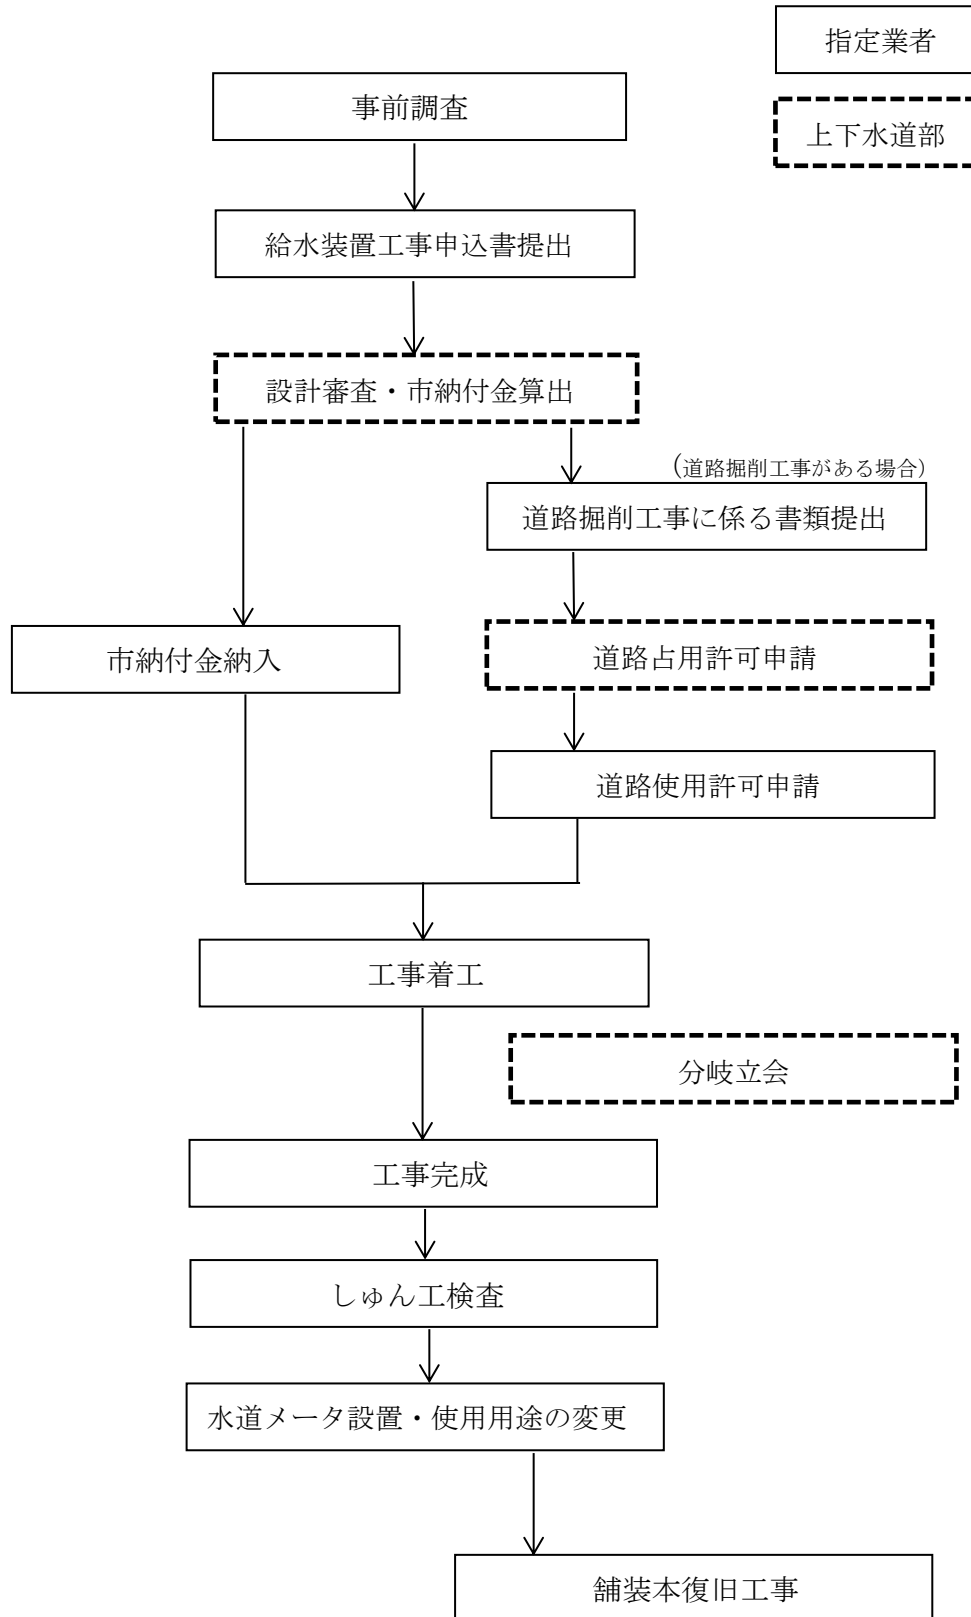 指定業者
事前調査
上下水道部
給水装置工事申込書提出
設計審査・市納付金算出
(道路掘削工事がある場合)
道路掘削工事に係る書類提出
市納付金納入
道路占用許可申請
道路使用許可申請
工事着工
分岐立会
工事完成
しゅん工検査
水道メータ設置・使用用途の変更
舗装本復旧工事